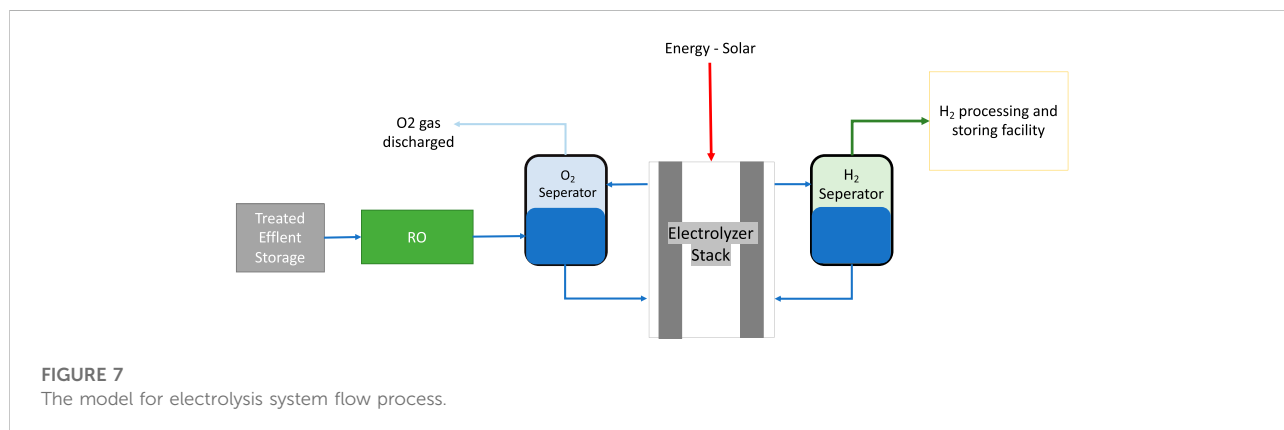 Energy - Solar
O2 gas
discharged
H₂ processing and
storing facility
O₂
Seperator
H₂
Seperator
Treated
Efflent
Storage
RO
Electrolyzer
Stack
FIGURE 7
The model for electrolysis system flow process.